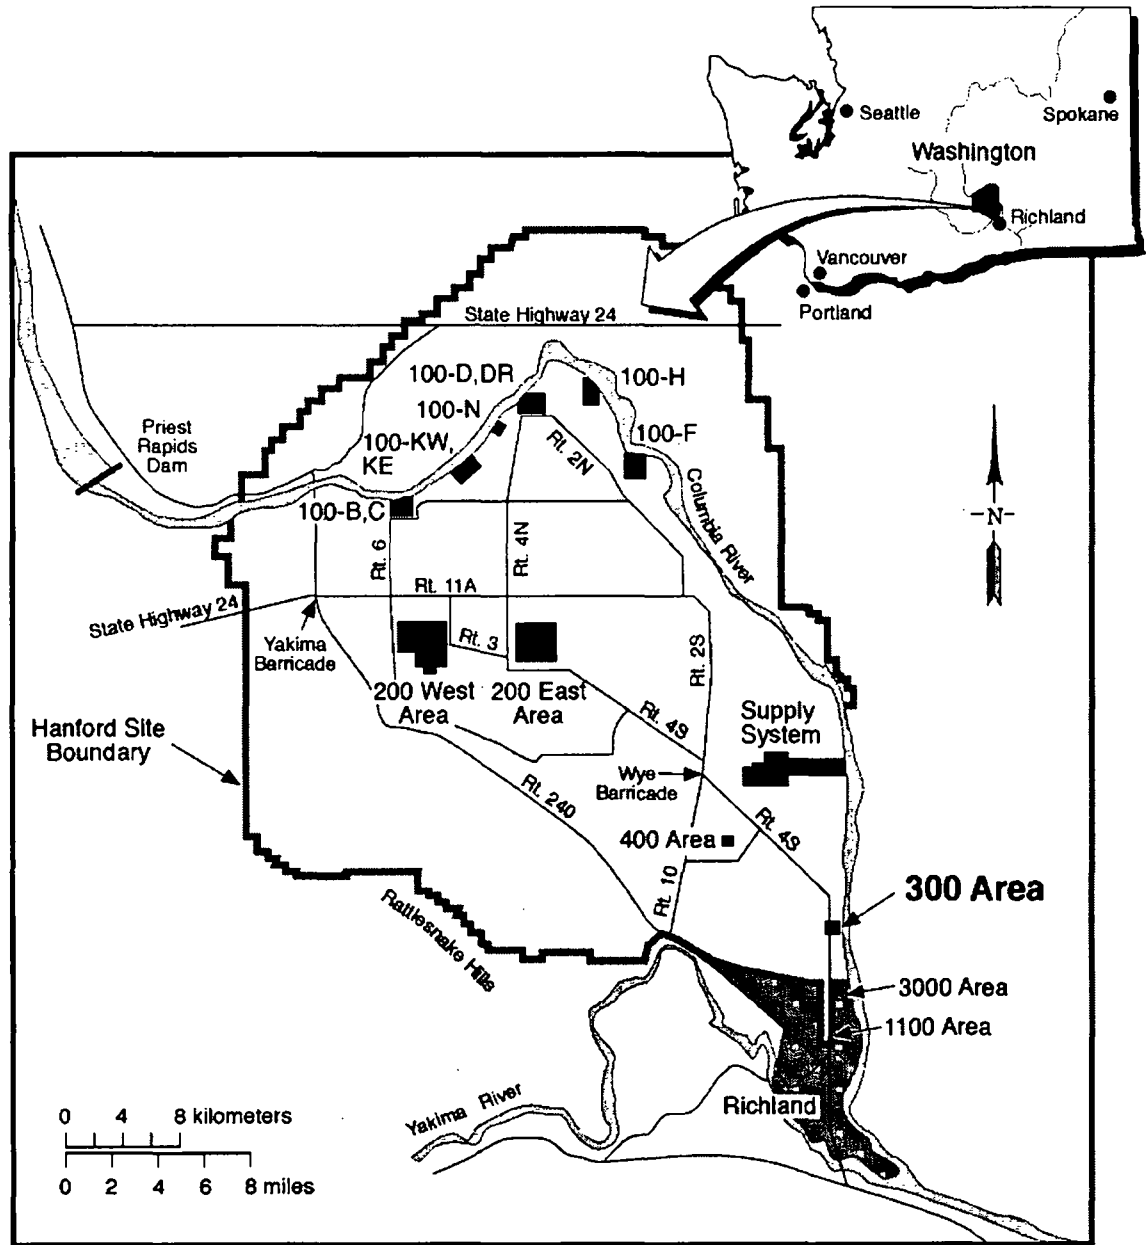 Seattle
Spokane
Washington
Richland
Vancouver
Portland
State Highway 24
100-D,DR
100-H
100-N
100-F
100-KW,
KE
Priest
Rapids
Dam
Rt. 2N
100-B,C
Columbia River
N
Rt. 6
Rt. 4N
Rt. 11A
State Highway 24
Yakima
Barricade
Rt. 3
Rt. 2S
200 West
Area
200 East
Area
Rt. 4S
Supply
System
Hanford Site
Boundary
Wye
Barricade
Rt. 240
Rt. 4S
400 Area
Rt. 10
300 Area
Rattlesnake Hills
3000 Area
1100 Area
Richland
Yakima River
0 4 8 kilometers
0 2 4 6 8 miles